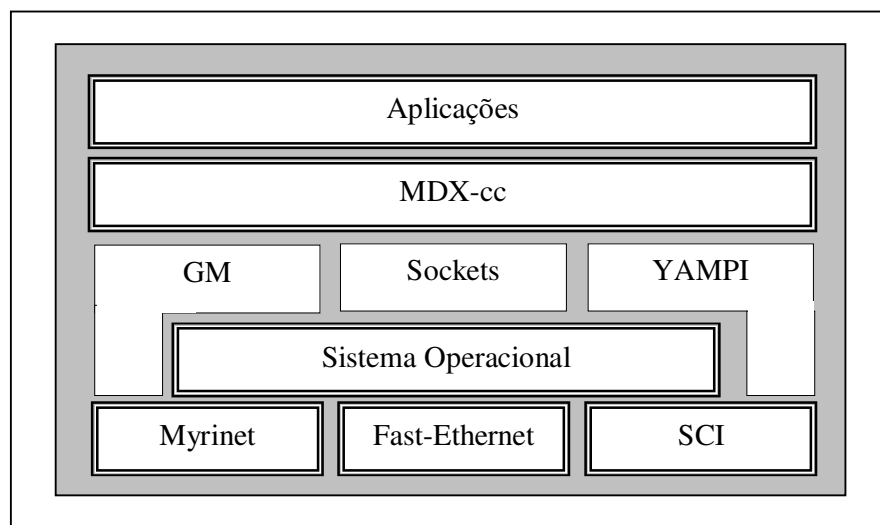 Aplicações
MDX-cc
GM Sockets YAMPI
Sistema Operacional
Myrinet Fast-Ethernet SCI